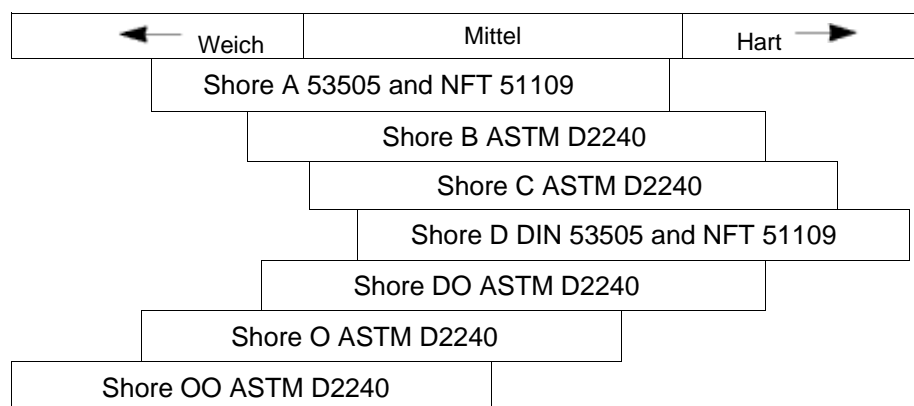 Weich Mittel Hart
Shore A 53505 and NFT 51109
Shore B ASTM D2240
Shore C ASTM D2240
Shore D DIN 53505 and NFT 51109
Shore DO ASTM D2240
Shore O ASTM D2240
Shore OO ASTM D2240